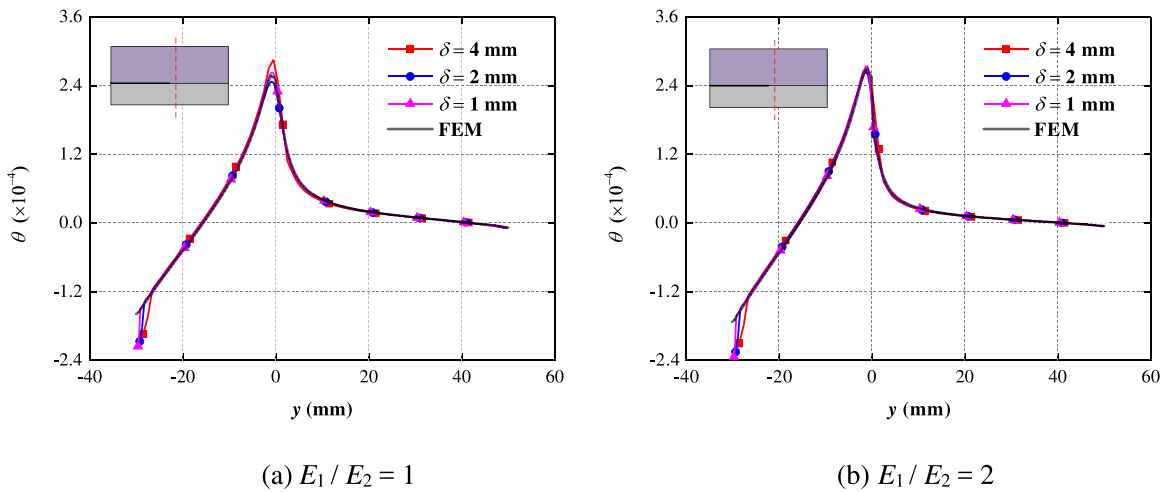 3.6
2.4
1.2
0.0
-1.2
-2.4
θ (×10⁻⁴)
-40 -20 0 20 40 60
y (mm)
δ = 4 mm
δ = 2 mm
δ = 1 mm
FEM
(a) E₁ / E₂ = 1
3.6
2.4
1.2
0.0
-1.2
-2.4
θ (×10⁻⁴)
-40 -20 0 20 40 60
y (mm)
δ = 4 mm
δ = 2 mm
δ = 1 mm
FEM
(b) E₁ / E₂ = 2